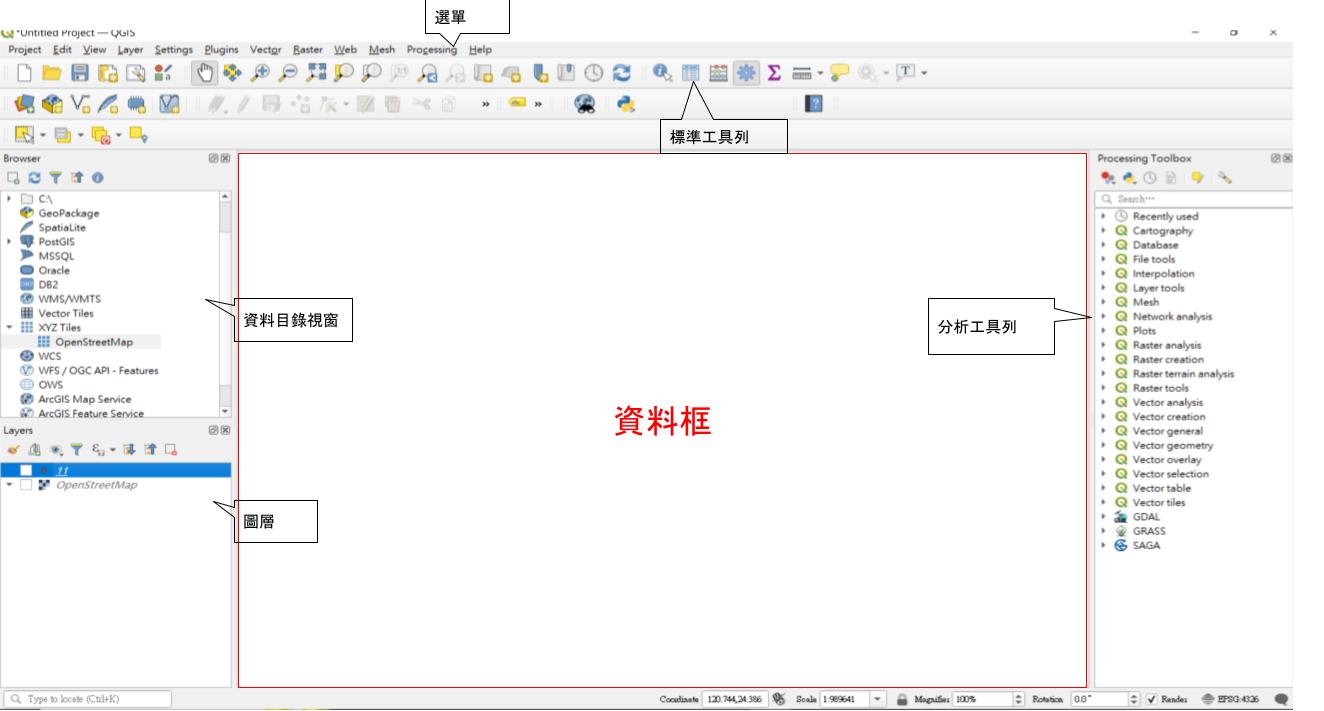 選單
*Untitled Project — QGIS
Project Edit View Layer Settings Plugins Vector Raster Web Mesh Processing Help
標準工具列
Browser
C:\
GeoPackage
SpatiaLite
PostGIS
MSSQL
Oracle
DB2
WMS/WMTS
Vector Tiles
XYZ Tiles
OpenStreetMap
WCS
WFS / OGC API - Features
OWS
ArcGIS Map Service
ArcGIS Feature Service
資料目錄視窗
Layers
11
OpenStreetMap
圖層
資料框
分析工具列
Processing Toolbox
Search…
Recently used
Cartography
Database
File tools
Interpolation
Layer tools
Mesh
Network analysis
Plots
Raster analysis
Raster creation
Raster terrain analysis
Raster tools
Vector analysis
Vector creation
Vector general
Vector geometry
Vector overlay
Vector selection
Vector table
Vector tiles
GDAL
GRASS
SAGA
Type to locate (Ctrl+K)
Coordinate 120.744,24.386 Scale 1:989641 Magnifier 100% Rotation 0.0 ° Render EPSG:4326